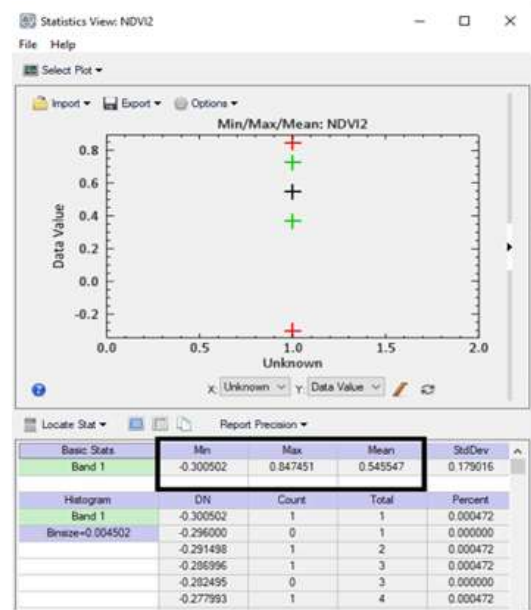 Statistics View: NDVI2
File Help
Select Plot
Import Export Options
Min/Max/Mean: NDVI2
0.8
0.6
0.4
0.2
0.0
-0.2
Data Value
0.0 0.5 1.0 1.5 2.0
Unknown
X: Unknown Y: Data Value
Locate Stat Report Precision
Basic Stats Min Max Mean StdDev
Band 1 -0.300502 0.847451 0.545547 0.179016
Histogram DN Count Total Percent
Band 1 -0.300502 1 1 0.000472
Binsize=0.004502 -0.296000 0 1 0.000000
-0.291498 1 2 0.000472
-0.286996 1 3 0.000472
-0.282495 0 3 0.000000
-0.277993 1 4 0.000472